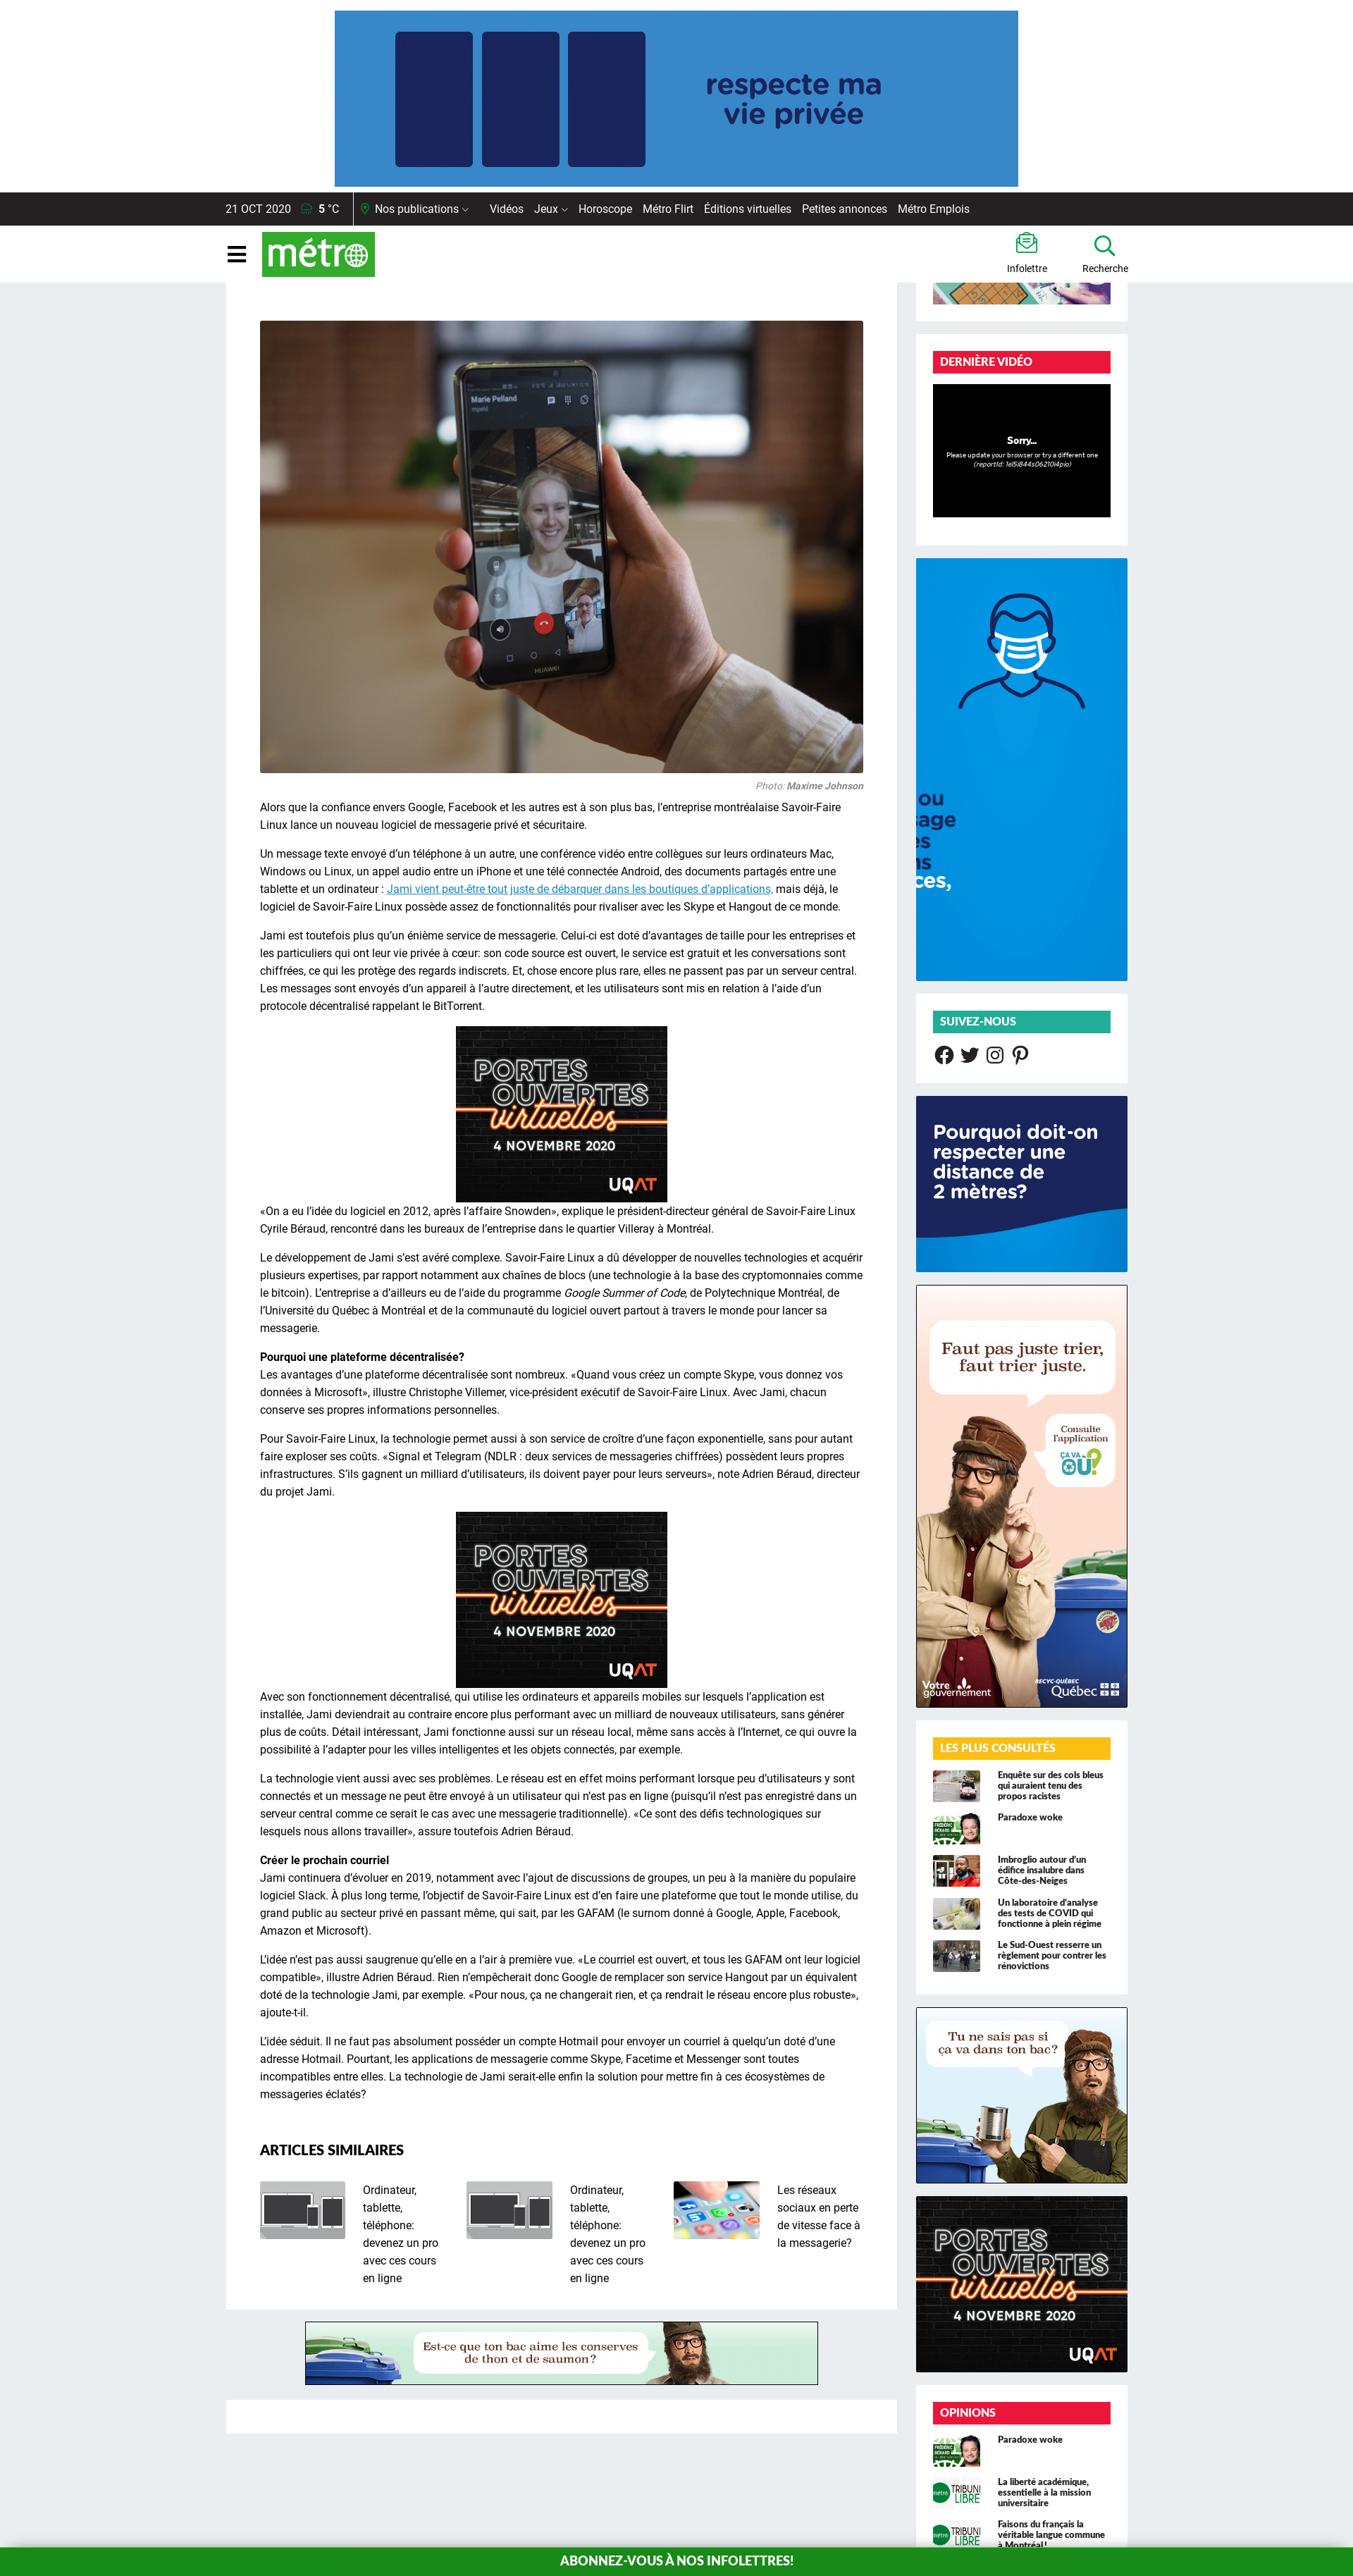 respecte ma
vie privée
21 OCT 2020 5 °C Nos publications Vidéos Jeux Horoscope Métro Flirt Éditions virtuelles Petites annonces Métro Emplois
métro
Infolettre
Recherche
Marie Pelland
HUAWEI
Photo: Maxime Johnson
Alors que la confiance envers Google, Facebook et les autres est à son plus bas, l’entreprise montréalaise Savoir-Faire
Linux lance un nouveau logiciel de messagerie privé et sécuritaire.
Un message texte envoyé d’un téléphone à un autre, une conférence vidéo entre collègues sur leurs ordinateurs Mac,
Windows ou Linux, un appel audio entre un iPhone et une télé connectée Android, des documents partagés entre une
tablette et un ordinateur : Jami vient peut-être tout juste de débarquer dans les boutiques d’applications, mais déjà, le
logiciel de Savoir-Faire Linux possède assez de fonctionalités pour rivaliser avec les Skype et Hangout de ce monde.
Jami est toutefois plus qu’un énième service de messagerie. Celui-ci est doté d’avantages de taille pour les entreprises et
les particuliers qui ont leur vie privée à cœur: son code source est ouvert, le service est gratuit et les conversations sont
chiffrées, ce qui les protège des regards indiscrets. Et, chose encore plus rare, elles ne passent pas par un serveur central.
Les messages sont envoyés d’un appareil à l’autre directement, et les utilisateurs sont mis en relation à l’aide d’un
protocole décentralisé rappelant le BitTorrent.
PORTES
OUVERTES
virtuelles
4 NOVEMBRE 2020
UQAT
«On a eu l’idée du logiciel en 2012, après l’affaire Snowden», explique le président-directeur général de Savoir-Faire Linux
Cyrile Béraud, rencontré dans les bureaux de l’entreprise dans le quartier Villeray à Montréal.
Le développement de Jami s’est avéré complexe. Savoir-Faire Linux a dû développer de nouvelles technologies et acquérir
plusieurs expertises, par rapport notamment aux chaînes de blocs (une technologie à la base des cryptomonnaies comme
le bitcoin). L’entreprise a d’ailleurs eu de l’aide du programme Google Summer of Code, de Polytechnique Montréal, de
l’Université du Québec à Montréal et de la communauté du logiciel ouvert partout à travers le monde pour lancer sa
messagerie.
Pourquoi une plateforme décentralisée?
Les avantages d’une plateforme décentralisée sont nombreux. «Quand vous créez un compte Skype, vous donnez vos
données à Microsoft», illustre Christophe Villemer, vice-président exécutif de Savoir-Faire Linux. Avec Jami, chacun
conserve ses propres informations personnelles.
Pour Savoir-Faire Linux, la technologie permet aussi à son service de croître d’une façon exponentielle, sans pour autant
faire exploser ses coûts. «Signal et Telegram (NDLR : deux services de messageries chiffrées) possèdent leurs propres
infrastructures. S’ils gagnent un milliard d’utilisateurs, ils doivent payer pour leurs serveurs», note Adrien Béraud, directeur
du projet Jami.
PORTES
OUVERTES
virtuelles
4 NOVEMBRE 2020
UQAT
Avec son fonctionnement décentralisé, qui utilise les ordinateurs et appareils mobiles sur lesquels l’application est
installée, Jami deviendrait au contraire encore plus performant avec un milliard de nouveaux utilisateurs, sans générer
plus de coûts. Détail intéressant, Jami fonctionne aussi sur un réseau local, même sans accès à l’Internet, ce qui ouvre la
possibilité à l’adapter pour les villes intelligentes et les objets connectés, par exemple.
La technologie vient aussi avec ses problèmes. Le réseau est en effet moins performant lorsque peu d’utilisateurs y sont
connectés et un message ne peut être envoyé à un utilisateur qui n’est pas en ligne (puisqu’il n’est pas enregistré dans un
serveur central comme ce serait le cas avec une messagerie traditionnelle). «Ce sont des défis technologiques sur
lesquels nous allons travailler», assure toutefois Adrien Béraud.
Créer le prochain courriel
Jami continuera d’évoluer en 2019, notamment avec l’ajout de discussions de groupes, un peu à la manière du populaire
logiciel Slack. À plus long terme, l’objectif de Savoir-Faire Linux est d’en faire une plateforme que tout le monde utilise, du
grand public au secteur privé en passant même, qui sait, par les GAFAM (le surnom donné à Google, Apple, Facebook,
Amazon et Microsoft).
L’idée n’est pas aussi saugrenue qu’elle en a l’air à première vue. «Le courriel est ouvert, et tous les GAFAM ont leur logiciel
compatible», illustre Adrien Béraud. Rien n’empêcherait donc Google de remplacer son service Hangout par un équivalent
doté de la technologie Jami, par exemple. «Pour nous, ça ne changerait rien, et ça rendrait le réseau encore plus robuste»,
ajoute-t-il.
L’idée séduit. Il ne faut pas absolument posséder un compte Hotmail pour envoyer un courriel à quelqu’un doté d’une
adresse Hotmail. Pourtant, les applications de messagerie comme Skype, Facetime et Messenger sont toutes
incompatibles entre elles. La technologie de Jami serait-elle enfin la solution pour mettre fin à ces écosystèmes de
messageries éclatés?
ARTICLES SIMILAIRES
Ordinateur,
tablette,
téléphone:
devenez un pro
avec ces cours
en ligne
Ordinateur,
tablette,
téléphone:
devenez un pro
avec ces cours
en ligne
Les réseaux
sociaux en perte
de vitesse face à
la messagerie?
Est-ce que ton bac aime les conserves
de thon et de saumon?
DERNIÈRE VIDÉO
Sorry...
Please update your browser or try a different one
(reportId: 1el5i844s06210i4pio)
ou
sage
es
ns
ces,
SUIVEZ-NOUS
Pourquoi doit-on
respecter une
distance de
2 mètres?
Faut pas juste trier,
faut trier juste.
Consulte
l’application
ÇA VA
OÙ?
Votre
gouvernement
RECYC-QUÉBEC
Québec
LES PLUS CONSULTÉS
Enquête sur des cols bleus
qui auraient tenu des
propos racistes
FRÉDÉRIC
BÉRARD
Paradoxe woke
Imbroglio autour d’un
édifice insalubre dans
Côte-des-Neiges
Un laboratoire d’analyse
des tests de COVID qui
fonctionne à plein régime
Le Sud-Ouest resserre un
règlement pour contrer les
rénovictions
Tu ne sais pas si
ça va dans ton bac?
PORTES
OUVERTES
virtuelles
4 NOVEMBRE 2020
UQAT
OPINIONS
FRÉDÉRIC
BÉRARD
Paradoxe woke
métro TRIBUNE
LIBRE
La liberté académique,
essentielle à la mission
universitaire
métro TRIBUNE
LIBRE
Faisons du français la
véritable langue commune
à Montréal !
ABONNEZ-VOUS À NOS INFOLETTRES!